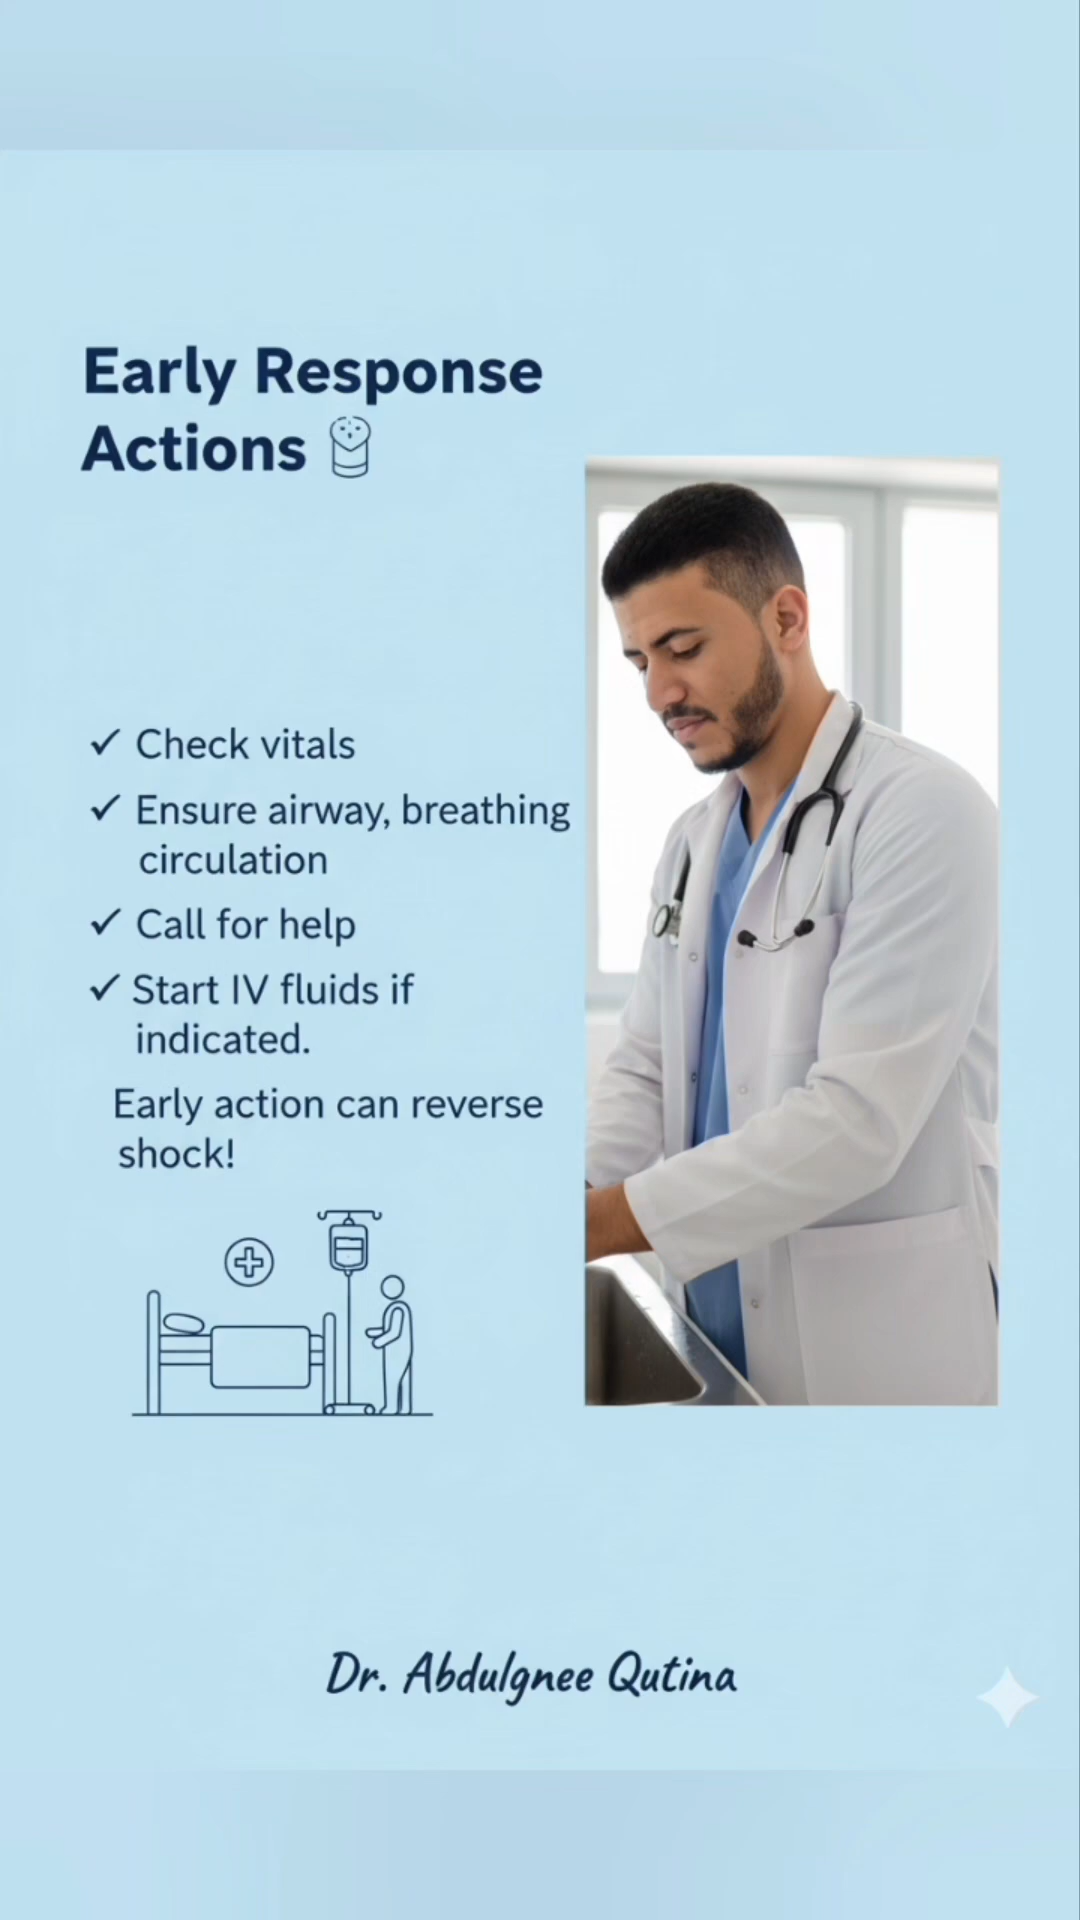 Early Response
Actions
✓ Check vitals
✓ Ensure airway, breathing
circulation
✓ Call for help
✓ Start IV fluids if
indicated.
Early action can reverse
shock!
Dr. Abdulgnee Qutina